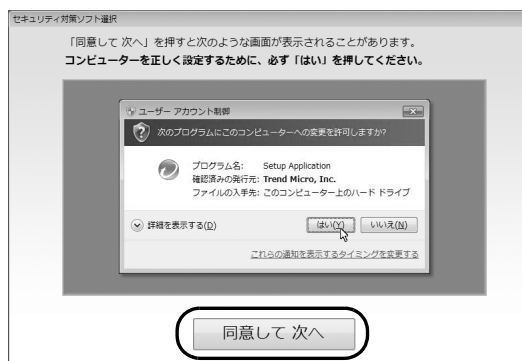 セキュリティ対策ソフト選択
「同意して 次へ」を押すと次のような画面が表示されることがあります。
コンピューターを正しく設定するために、必ず「はい」を押してください。
ユーザー アカウント制御
次のプログラムにこのコンピューターへの変更を許可しますか?
プログラム名: Setup Application
確認済みの発行元: Trend Micro, Inc.
ファイルの入手先: このコンピューター上のハード ドライブ
詳細を表示する(D) はい(Y) いいえ(N)
これらの通知を表示するタイミングを変更する
同意して 次へ